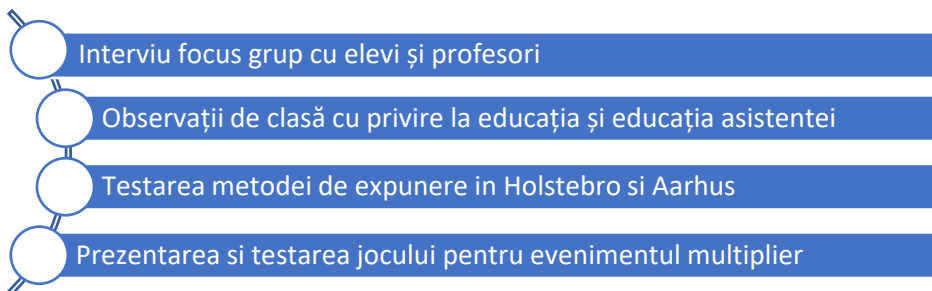 Interviu focus grup cu elevi și profesori
Observații de clasă cu privire la educația și educația asistentei
Testarea metodei de expunere in Holstebro si Aarhus
Prezentarea si testarea jocului pentru evenimentul multiplier